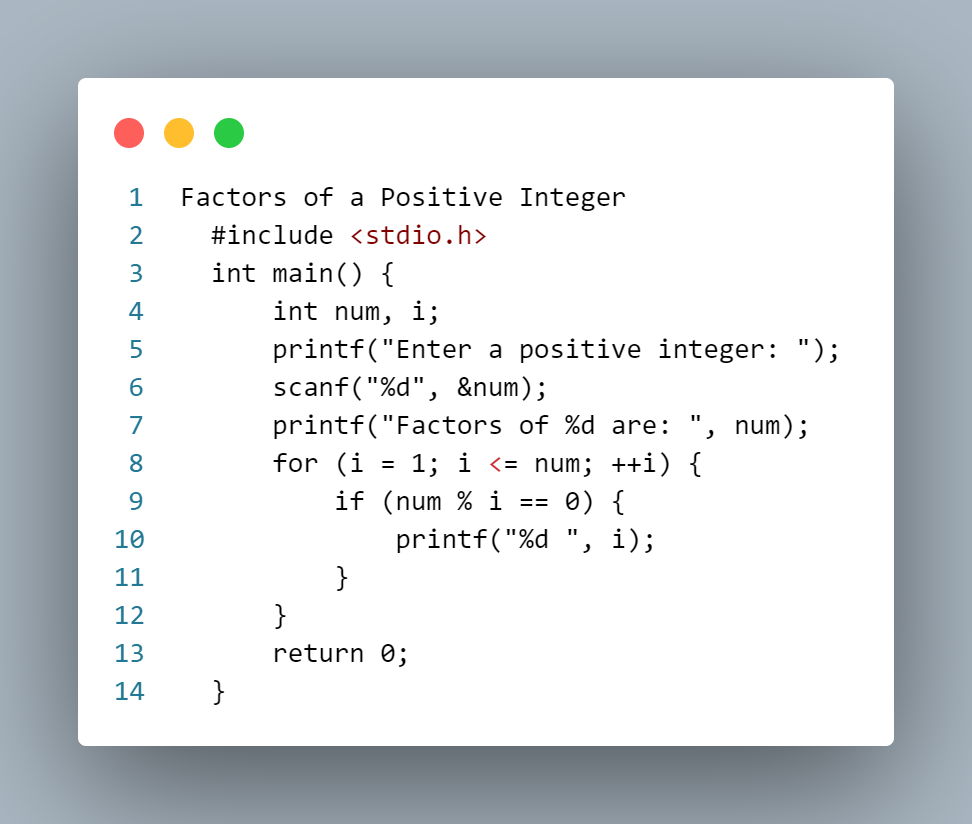 1 Factors of a Positive Integer
2 #include <stdio.h>
3 int main() {
4 int num, i;
5 printf("Enter a positive integer: ");
6 scanf("%d", &num);
7 printf("Factors of %d are: ", num);
8 for (i = 1; i <= num; ++i) {
9 if (num % i == 0) {
10 printf("%d ", i);
11 }
12 }
13 return 0;
14 }